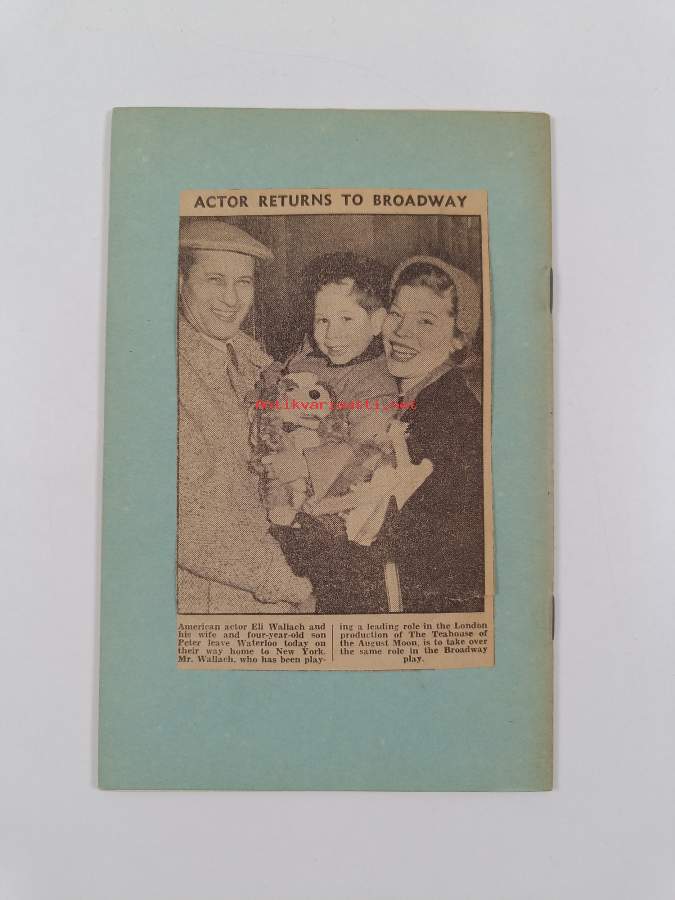 ACTOR RETURNS TO BROADWAY
Antikvariaatti.net
American actor Eli Wallach and
his wife and four-year-old son
Peter leave Waterloo today on
their way home to New York.
Mr. Wallach, who has been play-
ing a leading role in the London
production of The Teahouse of
the August Moon, is to take over
the same role in the Broadway
play.